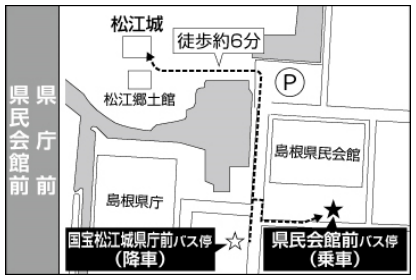 県庁前
県民会館前
松江城
徒歩約6分
松江郷土館
P
島根県民会館
島根県庁
国宝松江城県庁前バス停
(降車)
県民会館前バス停
(乗車)